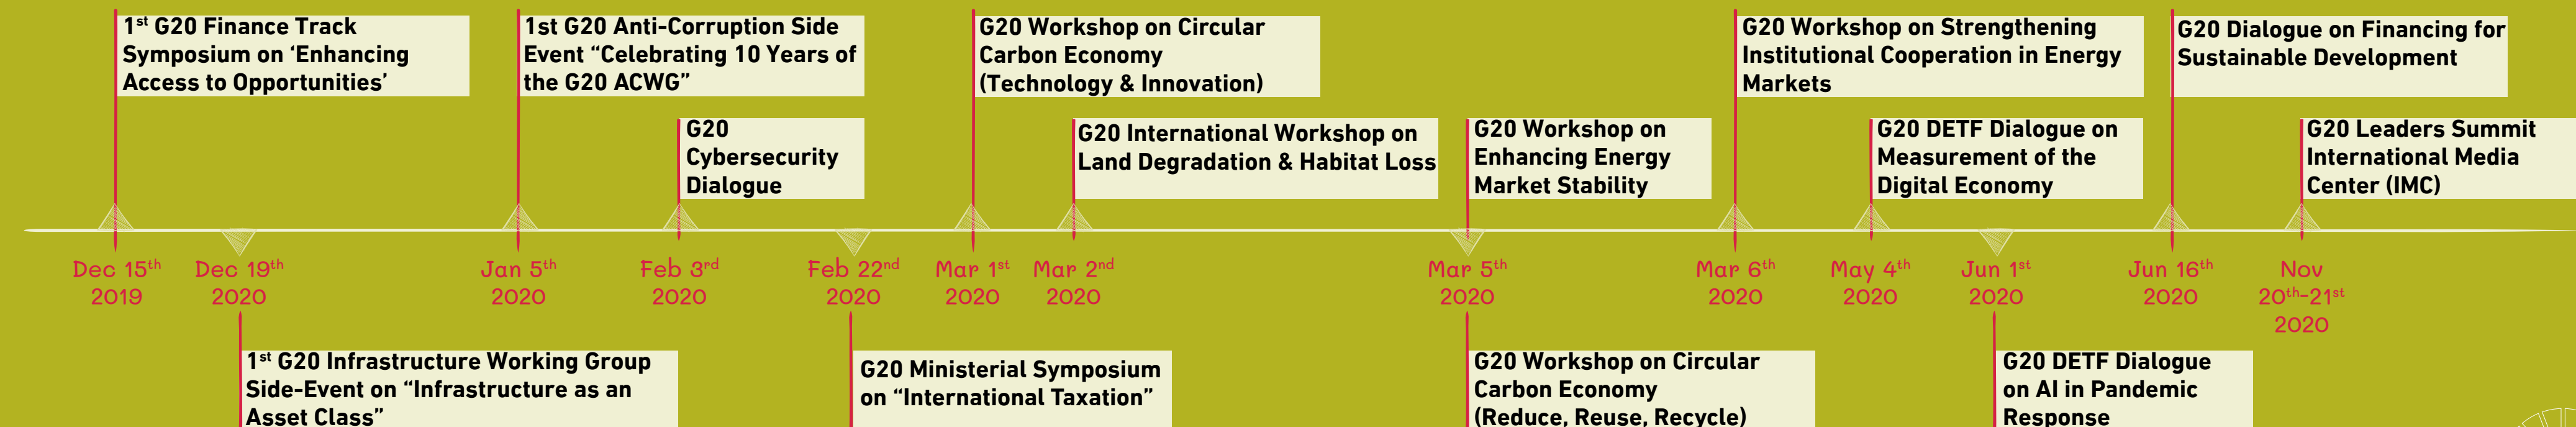 1st G20 Finance Track
Symposium on ‘Enhancing
Access to Opportunities’
1st G20 Anti-Corruption Side
Event “Celebrating 10 Years of
the G20 ACWG”
G20 Workshop on Circular
Carbon Economy
(Technology & Innovation)
G20 Workshop on Strengthening
Institutional Cooperation in Energy
Markets
G20 Dialogue on Financing for
Sustainable Development
G20
Cybersecurity
Dialogue
G20 International Workshop on
Land Degradation & Habitat Loss
G20 Workshop on
Enhancing Energy
Market Stability
G20 DETF Dialogue on
Measurement of the
Digital Economy
G20 Leaders Summit
International Media
Center (IMC)
Dec 15th
2019
Dec 19th
2020
Jan 5th
2020
Feb 3rd
2020
Feb 22nd
2020
Mar 1st
2020
Mar 2nd
2020
Mar 5th
2020
Mar 6th
2020
May 4th
2020
Jun 1st
2020
Jun 16th
2020
Nov
20th-21st
2020
1st G20 Infrastructure Working Group
Side-Event on “Infrastructure as an
Asset Class”
G20 Ministerial Symposium
on “International Taxation”
G20 Workshop on Circular
Carbon Economy
(Reduce, Reuse, Recycle)
G20 DETF Dialogue
on AI in Pandemic
Response